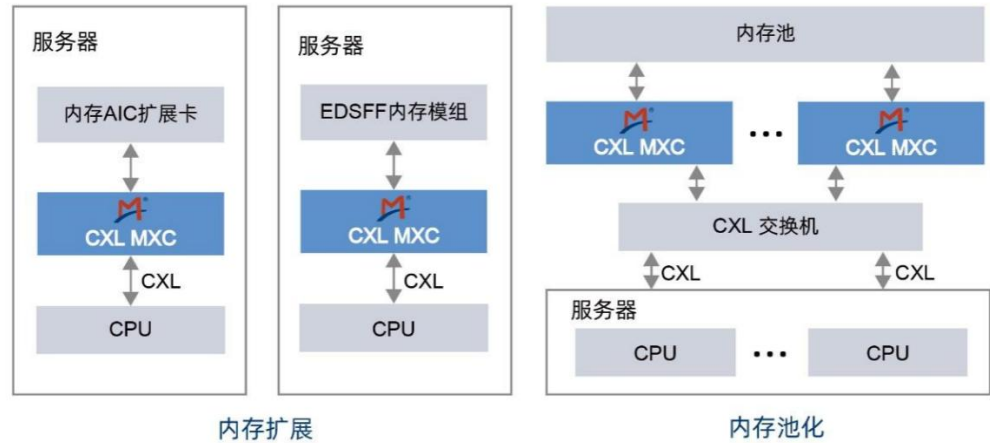 服务器
内存AIC扩展卡
CXL MXC
CXL
CPU
服务器
EDSFF内存模组
CXL MXC
CXL
CPU
内存扩展
内存池
CXL MXC
CXL MXC
CXL 交换机
CXL
CXL
服务器
CPU
CPU
内存池化